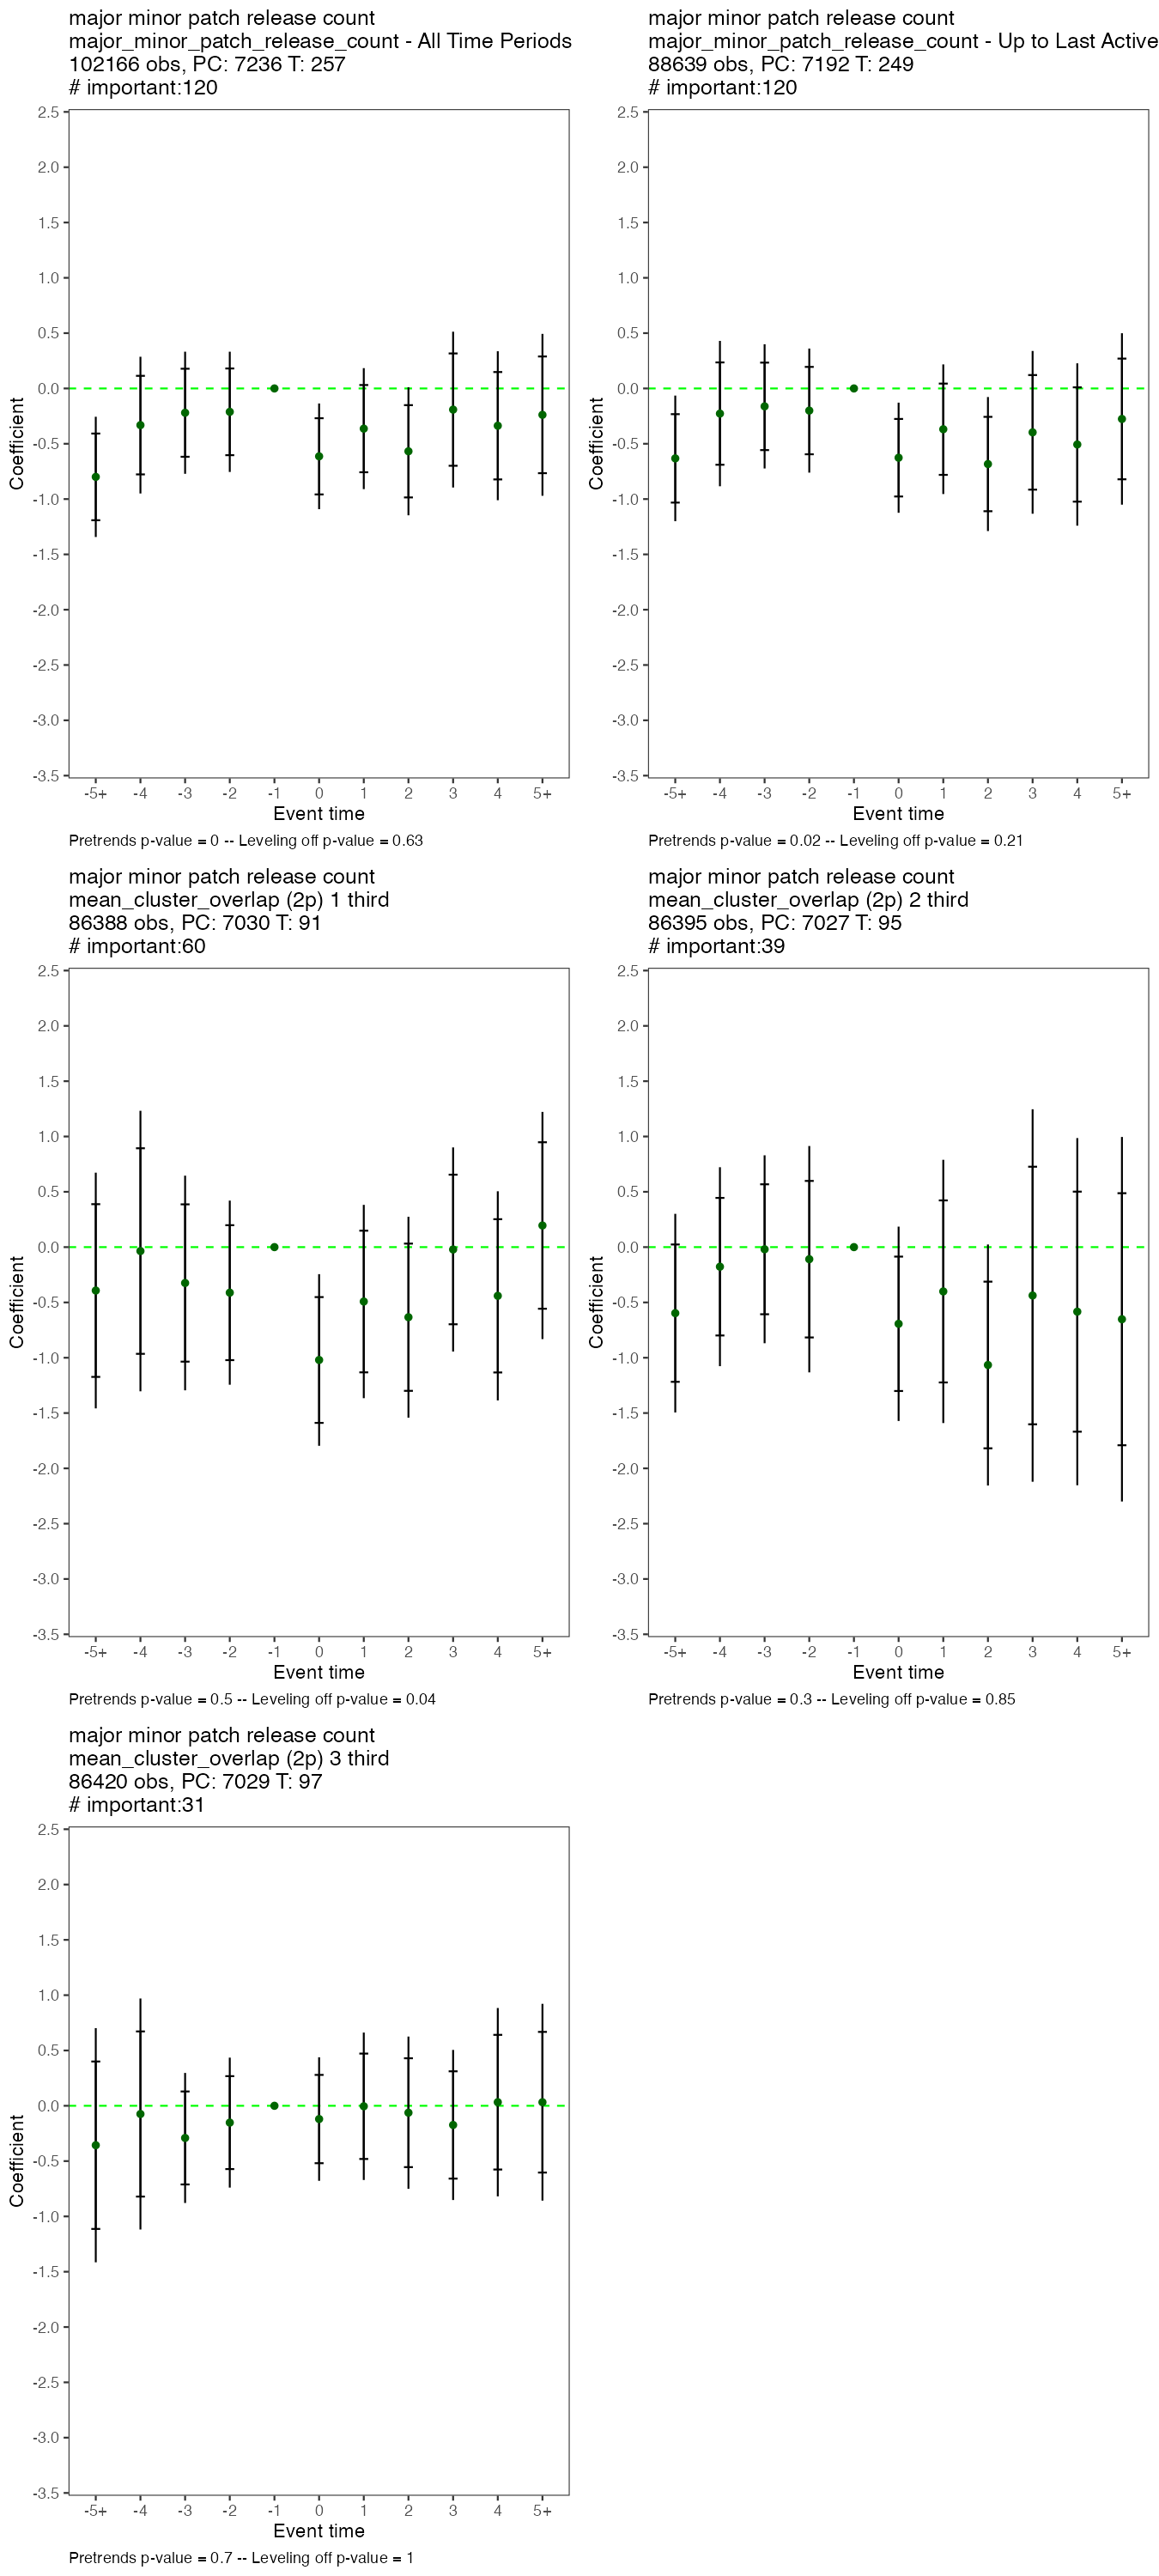 major minor patch release count
major_minor_patch_release_count - All Time Periods
102166 obs, PC: 7236 T: 257
# important:120
2.5
2.0
1.5
1.0
0.5
0.0
-0.5
-1.0
-1.5
-2.0
-2.5
-3.0
-3.5
Coefficient
-5+ -4 -3 -2 -1 0 1 2 3 4 5+
Event time
Pretrends p-value = 0 -- Leveling off p-value = 0.63
major minor patch release count
major_minor_patch_release_count - Up to Last Active
88639 obs, PC: 7192 T: 249
# important:120
2.5
2.0
1.5
1.0
0.5
0.0
-0.5
-1.0
-1.5
-2.0
-2.5
-3.0
-3.5
Coefficient
-5+ -4 -3 -2 -1 0 1 2 3 4 5+
Event time
Pretrends p-value = 0.02 -- Leveling off p-value = 0.21
major minor patch release count
mean_cluster_overlap (2p) 1 third
86388 obs, PC: 7030 T: 91
# important:60
2.5
2.0
1.5
1.0
0.5
0.0
-0.5
-1.0
-1.5
-2.0
-2.5
-3.0
-3.5
Coefficient
-5+ -4 -3 -2 -1 0 1 2 3 4 5+
Event time
Pretrends p-value = 0.5 -- Leveling off p-value = 0.04
major minor patch release count
mean_cluster_overlap (2p) 2 third
86395 obs, PC: 7027 T: 95
# important:39
2.5
2.0
1.5
1.0
0.5
0.0
-0.5
-1.0
-1.5
-2.0
-2.5
-3.0
-3.5
Coefficient
-5+ -4 -3 -2 -1 0 1 2 3 4 5+
Event time
Pretrends p-value = 0.3 -- Leveling off p-value = 0.85
major minor patch release count
mean_cluster_overlap (2p) 3 third
86420 obs, PC: 7029 T: 97
# important:31
2.5
2.0
1.5
1.0
0.5
0.0
-0.5
-1.0
-1.5
-2.0
-2.5
-3.0
-3.5
Coefficient
-5+ -4 -3 -2 -1 0 1 2 3 4 5+
Event time
Pretrends p-value = 0.7 -- Leveling off p-value = 1